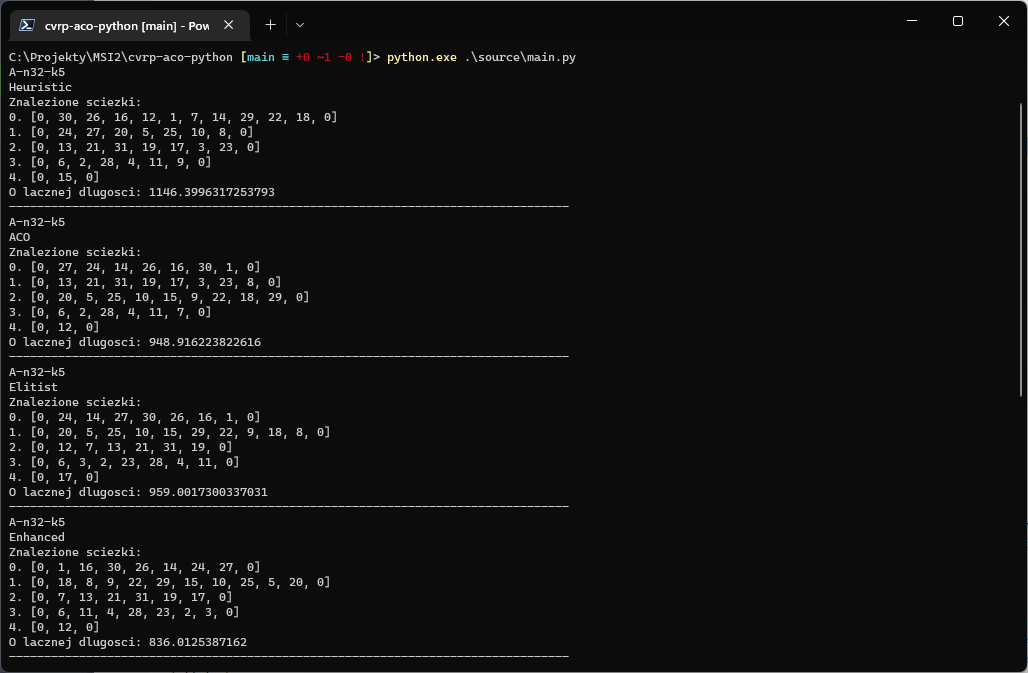 cvrp-aco-python [main] - Pow
C:\Projekty\MSI2\cvrp-aco-python [main ≡ +0 ~1 -0 !]> python.exe .\source\main.py
A-n32-k5
Heuristic
Znalezione sciezki:
0. [0, 30, 26, 16, 12, 1, 7, 14, 29, 22, 18, 0]
1. [0, 24, 27, 20, 5, 25, 10, 8, 0]
2. [0, 13, 21, 31, 19, 17, 3, 23, 0]
3. [0, 6, 2, 28, 4, 11, 9, 0]
4. [0, 15, 0]
O lacznej dlugosci: 1146.3996317253793
--------------------------------------------------------------------------------
A-n32-k5
ACO
Znalezione sciezki:
0. [0, 27, 24, 14, 26, 16, 30, 1, 0]
1. [0, 13, 21, 31, 19, 17, 3, 23, 8, 0]
2. [0, 20, 5, 25, 10, 15, 9, 22, 18, 29, 0]
3. [0, 6, 2, 28, 4, 11, 7, 0]
4. [0, 12, 0]
O lacznej dlugosci: 948.916223822616
--------------------------------------------------------------------------------
A-n32-k5
Elitist
Znalezione sciezki:
0. [0, 24, 14, 27, 30, 26, 16, 1, 0]
1. [0, 20, 5, 25, 10, 15, 29, 22, 9, 18, 8, 0]
2. [0, 12, 7, 13, 21, 31, 19, 0]
3. [0, 6, 3, 2, 23, 28, 4, 11, 0]
4. [0, 17, 0]
O lacznej dlugosci: 959.0017300337031
--------------------------------------------------------------------------------
A-n32-k5
Enhanced
Znalezione sciezki:
0. [0, 1, 16, 30, 26, 14, 24, 27, 0]
1. [0, 18, 8, 9, 22, 29, 15, 10, 25, 5, 20, 0]
2. [0, 7, 13, 21, 31, 19, 17, 0]
3. [0, 6, 11, 4, 28, 23, 2, 3, 0]
4. [0, 12, 0]
O lacznej dlugosci: 836.0125387162
--------------------------------------------------------------------------------